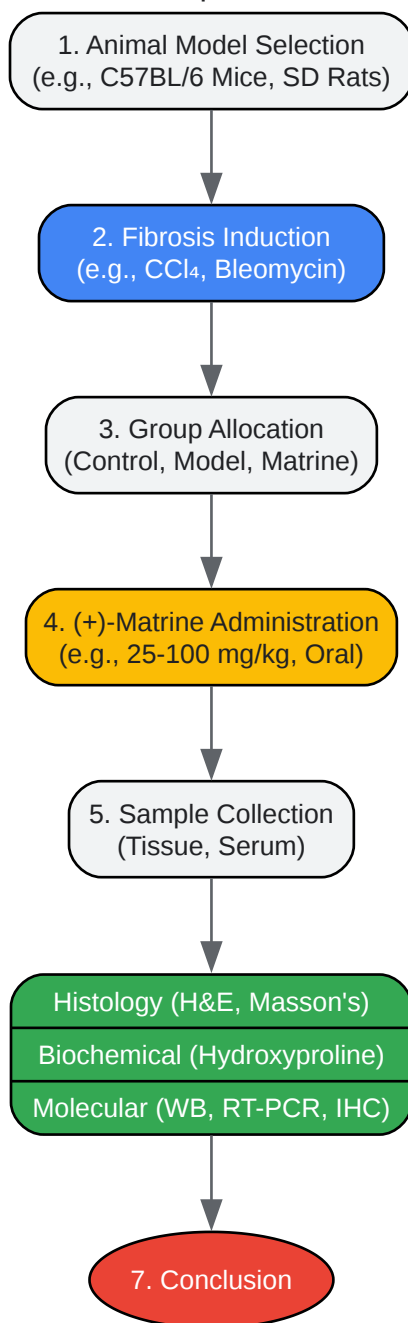 1. Animal Model Selection
(e.g., C57BL/6 Mice, SD Rats)
2. Fibrosis Induction
(e.g., CCl₄, Bleomycin)
3. Group Allocation
(Control, Model, Matrine)
4. (+)-Matrine Administration
(e.g., 25-100 mg/kg, Oral)
5. Sample Collection
(Tissue, Serum)
Histology (H&E, Masson's)
Biochemical (Hydroxyproline)
Molecular (WB, RT-PCR, IHC)
7. Conclusion